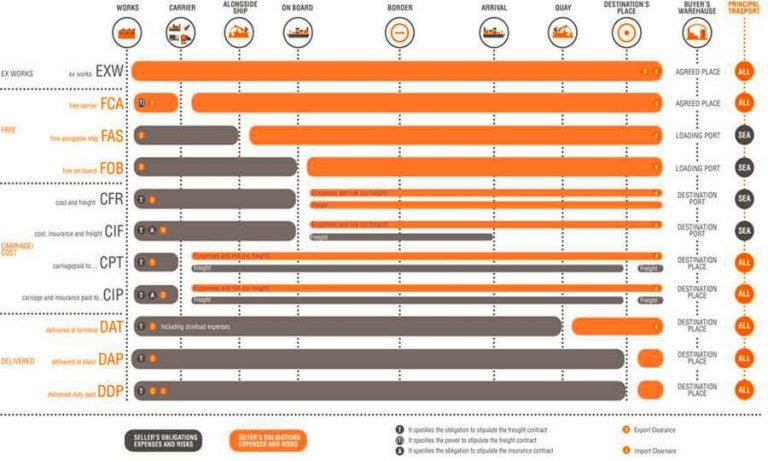 WORKS CARRIER ALONGSIDE SHIP ON BOARD BORDER ARRIVAL QUAY DESTINATION'S PLACE BUYER'S WAREHOUSE PRINCIPAL TRASPORT
EX WORKS ex works EXW AGREED PLACE ALL
free carrier FCA (T) D AGREED PLACE ALL
FREE free alongside ship FAS D LOADING PORT SEA
free on board FOB D LOADING PORT SEA
cost and freight CFR T D Expenses and risk (no freight) DESTINATION PORT SEA
Freight
cost, insurance and freight CIF T A D Expenses and risk (no freight) DESTINATION PORT SEA
Freight
CARRIAGE/
COST
carriagepaid to ... CPT T D Expenses and risk (no freight) DESTINATION PLACE ALL
Freight Freight
carriage and insurance paid to... CIP T A D Expenses and risk (no freight) DESTINATION PLACE ALL
Freight Freight
delivered at terminal DAT T D Including dowload expenses DESTINATION PLACE ALL
DELIVERED delivered at place DAP T D DESTINATION PLACE ALL
delivered duty paid DDP T D DESTINATION PLACE ALL
SELLER'S OBLIGATIONS
EXPENSES AND RISKS
BUYER'S OBLIGATIONS
EXPENSES AND RISKS
T It specifies the obligation to stipulate the freight contract
(T) It specifies the power to stipulate the freight contract
A It specifies the obligation to stipulate the insurance contract
Export Clearance
Import Clearnace